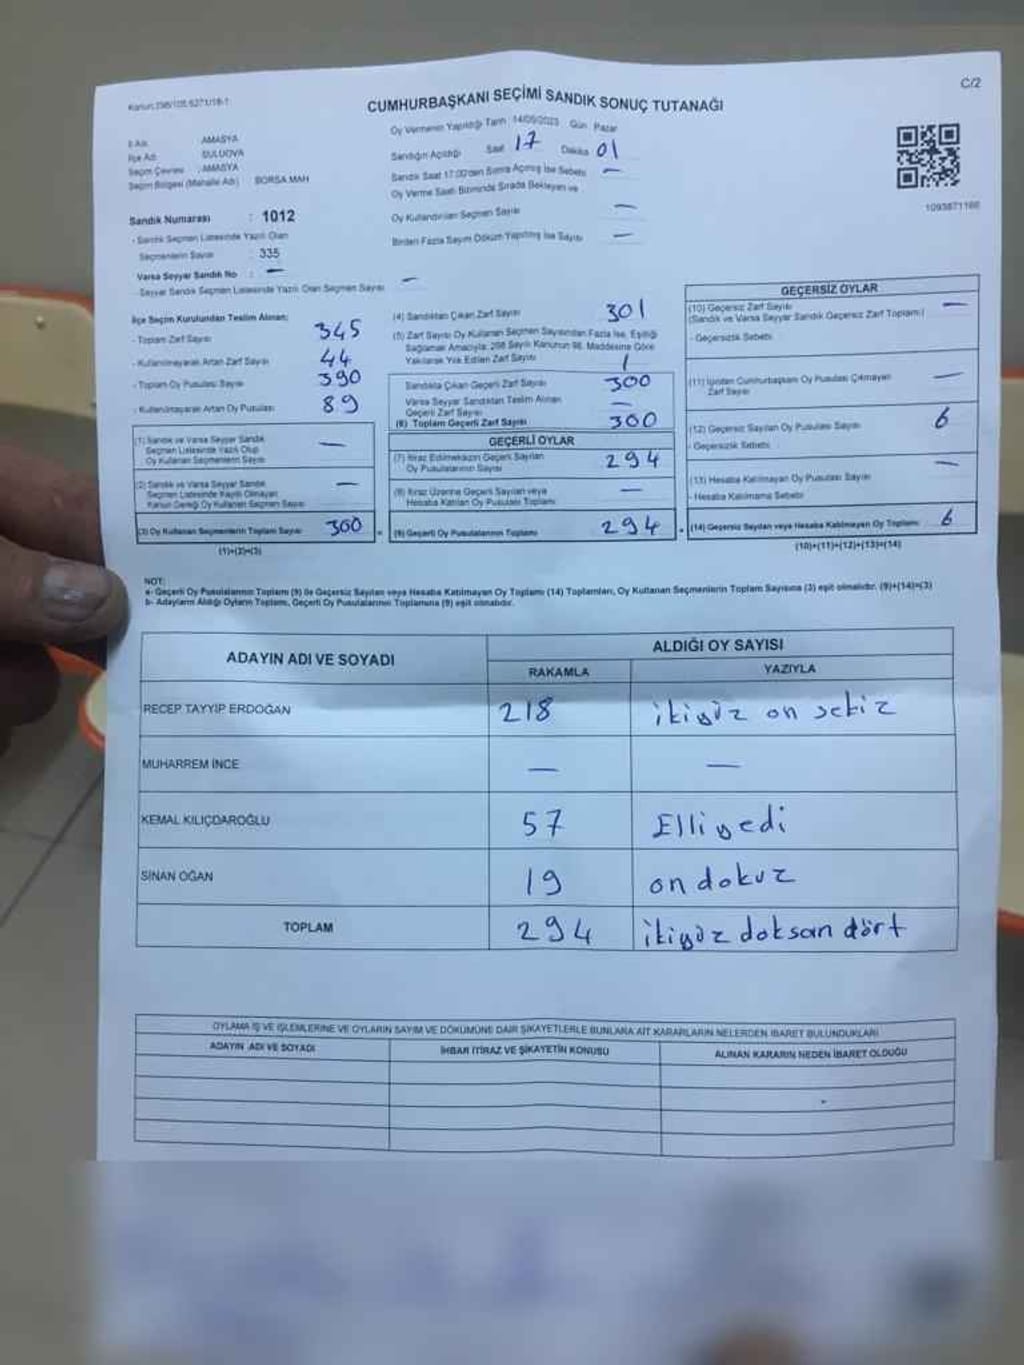 Kanun:298/105.6271/18-1
C/2
CUMHURBAŞKANI SEÇİMİ SANDIK SONUÇ TUTANAĞI
İl Adı : AMASYA
İlçe Adı : SULUOVA
Seçim Çevresi : AMASYA
Seçim Bölgesi (Mahalle Adı) : BORSA MAH
Sandık Numarası : 1012
- Sandık Seçmen Listesinde Yazılı Olan
Seçmenlerin Sayısı : 335
Varsa Seyyar Sandık No : —
- Seyyar Sandık Seçmen Listesinde Yazılı Olan Seçmen Sayısı —
Oy Vermenin Yapıldığı Tarih : 14/05/2023 Gün Pazar
Sandığın Açıldığı Saat 17 Dakika 01
Sandık Saat 17:00'den Sonra Açılmış İse Sebebi —
Oy Verme Saati Bitiminde Sırada Bekleyen ve
Oy Kullandırılan Seçmen Sayısı —
Birden Fazla Sayım Döküm Yapılmış İse Sayısı —
1093871166
İlçe Seçim Kurulundan Teslim Alınan:
- Toplam Zarf Sayısı 345
- Kullanılmayarak Artan Zarf Sayısı 44
- Toplam Oy Pusulası Sayısı 390
- Kullanılmayarak Artan Oy Pusulası 89
(1) Sandık ve Varsa Seyyar Sandık
Seçmen Listesinde Yazılı Olup
Oy Kullanan Seçmenlerin Sayısı —
(2) Sandık ve Varsa Seyyar Sandık
Seçmen Listesinde Kayıtlı Olmayan
Kanun Gereği Oy Kullanan Seçmen Sayısı —
(3) Oy Kullanan Seçmenlerin Toplam Sayısı 300
(1)+(2)=(3)
(4) Sandıktan Çıkan Zarf Sayısı 301
(5) Zarf Sayısı Oy Kullanan Seçmen Sayısından Fazla İse, Eşitliği
Sağlamak Amacıyla; 298 Sayılı Kanunun 98. Maddesine Göre
Yakılarak Yok Edilen Zarf Sayısı 1
Sandıkta Çıkan Geçerli Zarf Sayısı 300
Varsa Seyyar Sandıktan Teslim Alınan
Geçerli Zarf Sayısı —
(6) Toplam Geçerli Zarf Sayısı 300
GEÇERLİ OYLAR
(7) İtiraz Edilmeksizin Geçerli Sayılan
Oy Pusulalarının Sayısı 294
(8) İtiraz Üzerine Geçerli Sayılan veya
Hesaba Katılan Oy Pusulası Toplamı —
(9) Geçerli Oy Pusulalarının Toplamı 294
GEÇERSİZ OYLAR
(10) Geçersiz Zarf Sayısı —
(Sandık ve Varsa Seyyar Sandık Geçersiz Zarf Toplamı)
- Geçersizlik Sebebi
(11) İçinden Cumhurbaşkanı Oy Pusulası Çıkmayan —
Zarf Sayısı
(12) Geçersiz Sayılan Oy Pusulası Sayısı 6
- Geçersizlik Sebebi
(13) Hesaba Katılmayan Oy Pusulası Sayısı —
- Hesaba Katılmama Sebebi
(14) Geçersiz Sayılan veya Hesaba Katılmayan Oy Toplamı 6
(10)+(11)+(12)+(13)=(14)
NOT:
a- Geçerli Oy Pusulalarının Toplamı (9) ile Geçersiz Sayılan veya Hesaba Katılmayan Oy Toplamı (14) Toplamları, Oy Kullanan Seçmenlerin Toplam Sayısına (3) eşit olmalıdır. (9)+(14)=(3)
b- Adayların Aldığı Oyların Toplamı, Geçerli Oy Pusulalarının Toplamına (9) eşit olmalıdır.
ADAYIN ADI VE SOYADI
ALDIĞI OY SAYISI
RAKAMLA YAZIYLA
RECEP TAYYİP ERDOĞAN 218 ikiyüz on sekiz
MUHARREM İNCE — —
KEMAL KILIÇDAROĞLU 57 Elli yedi
SİNAN OĞAN 19 on dokuz
TOPLAM 294 ikiyüz doksan dört
OYLAMA İŞ VE İŞLEMLERİNE VE OYLARIN SAYIM VE DÖKÜMÜNE DAİR ŞİKAYETLERLE BUNLARA AİT KARARLARIN NELERDEN İBARET BULUNDUKLARI
ADAYIN ADI VE SOYADI İHBAR İTİRAZ VE ŞİKAYETİN KONUSU ALINAN KARARIN NEDEN İBARET OLDUĞU